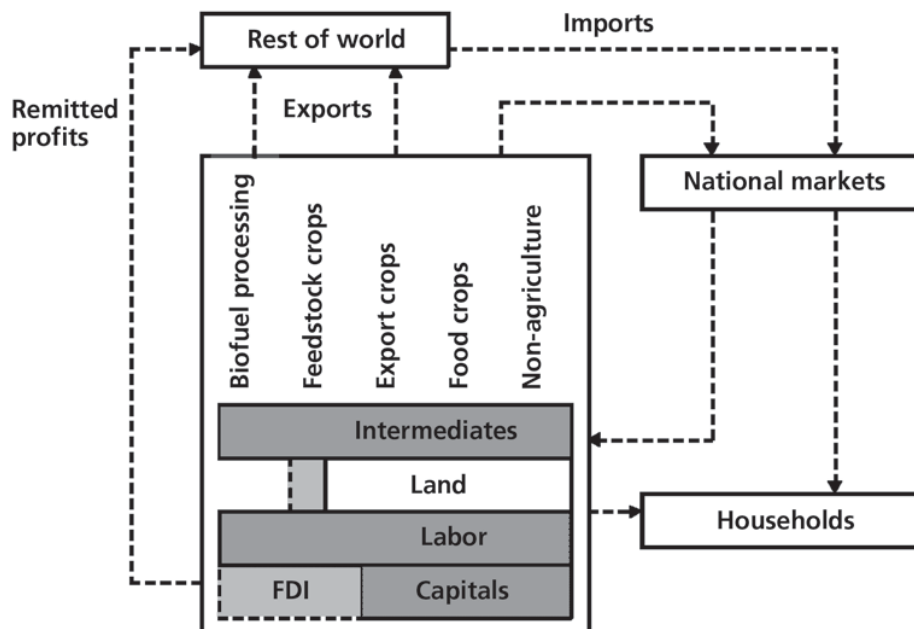 Imports
Rest of world
Remitted
profits
Exports
National markets
Biofuel processing
Feedstock crops
Export crops
Food crops
Non-agriculture
Intermediates
Land
Households
Labor
FDI
Capitals